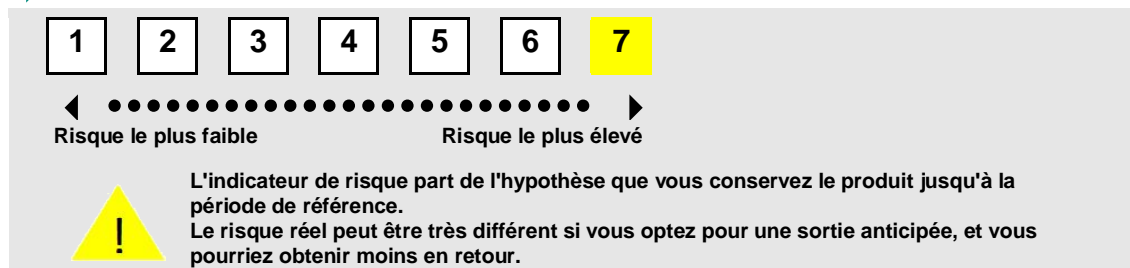 1 2 3 4 5 6 7
Risque le plus faible Risque le plus élevé
L'indicateur de risque part de l'hypothèse que vous conservez le produit jusqu'à la
période de référence.
Le risque réel peut être très différent si vous optez pour une sortie anticipée, et vous
pourriez obtenir moins en retour.
!